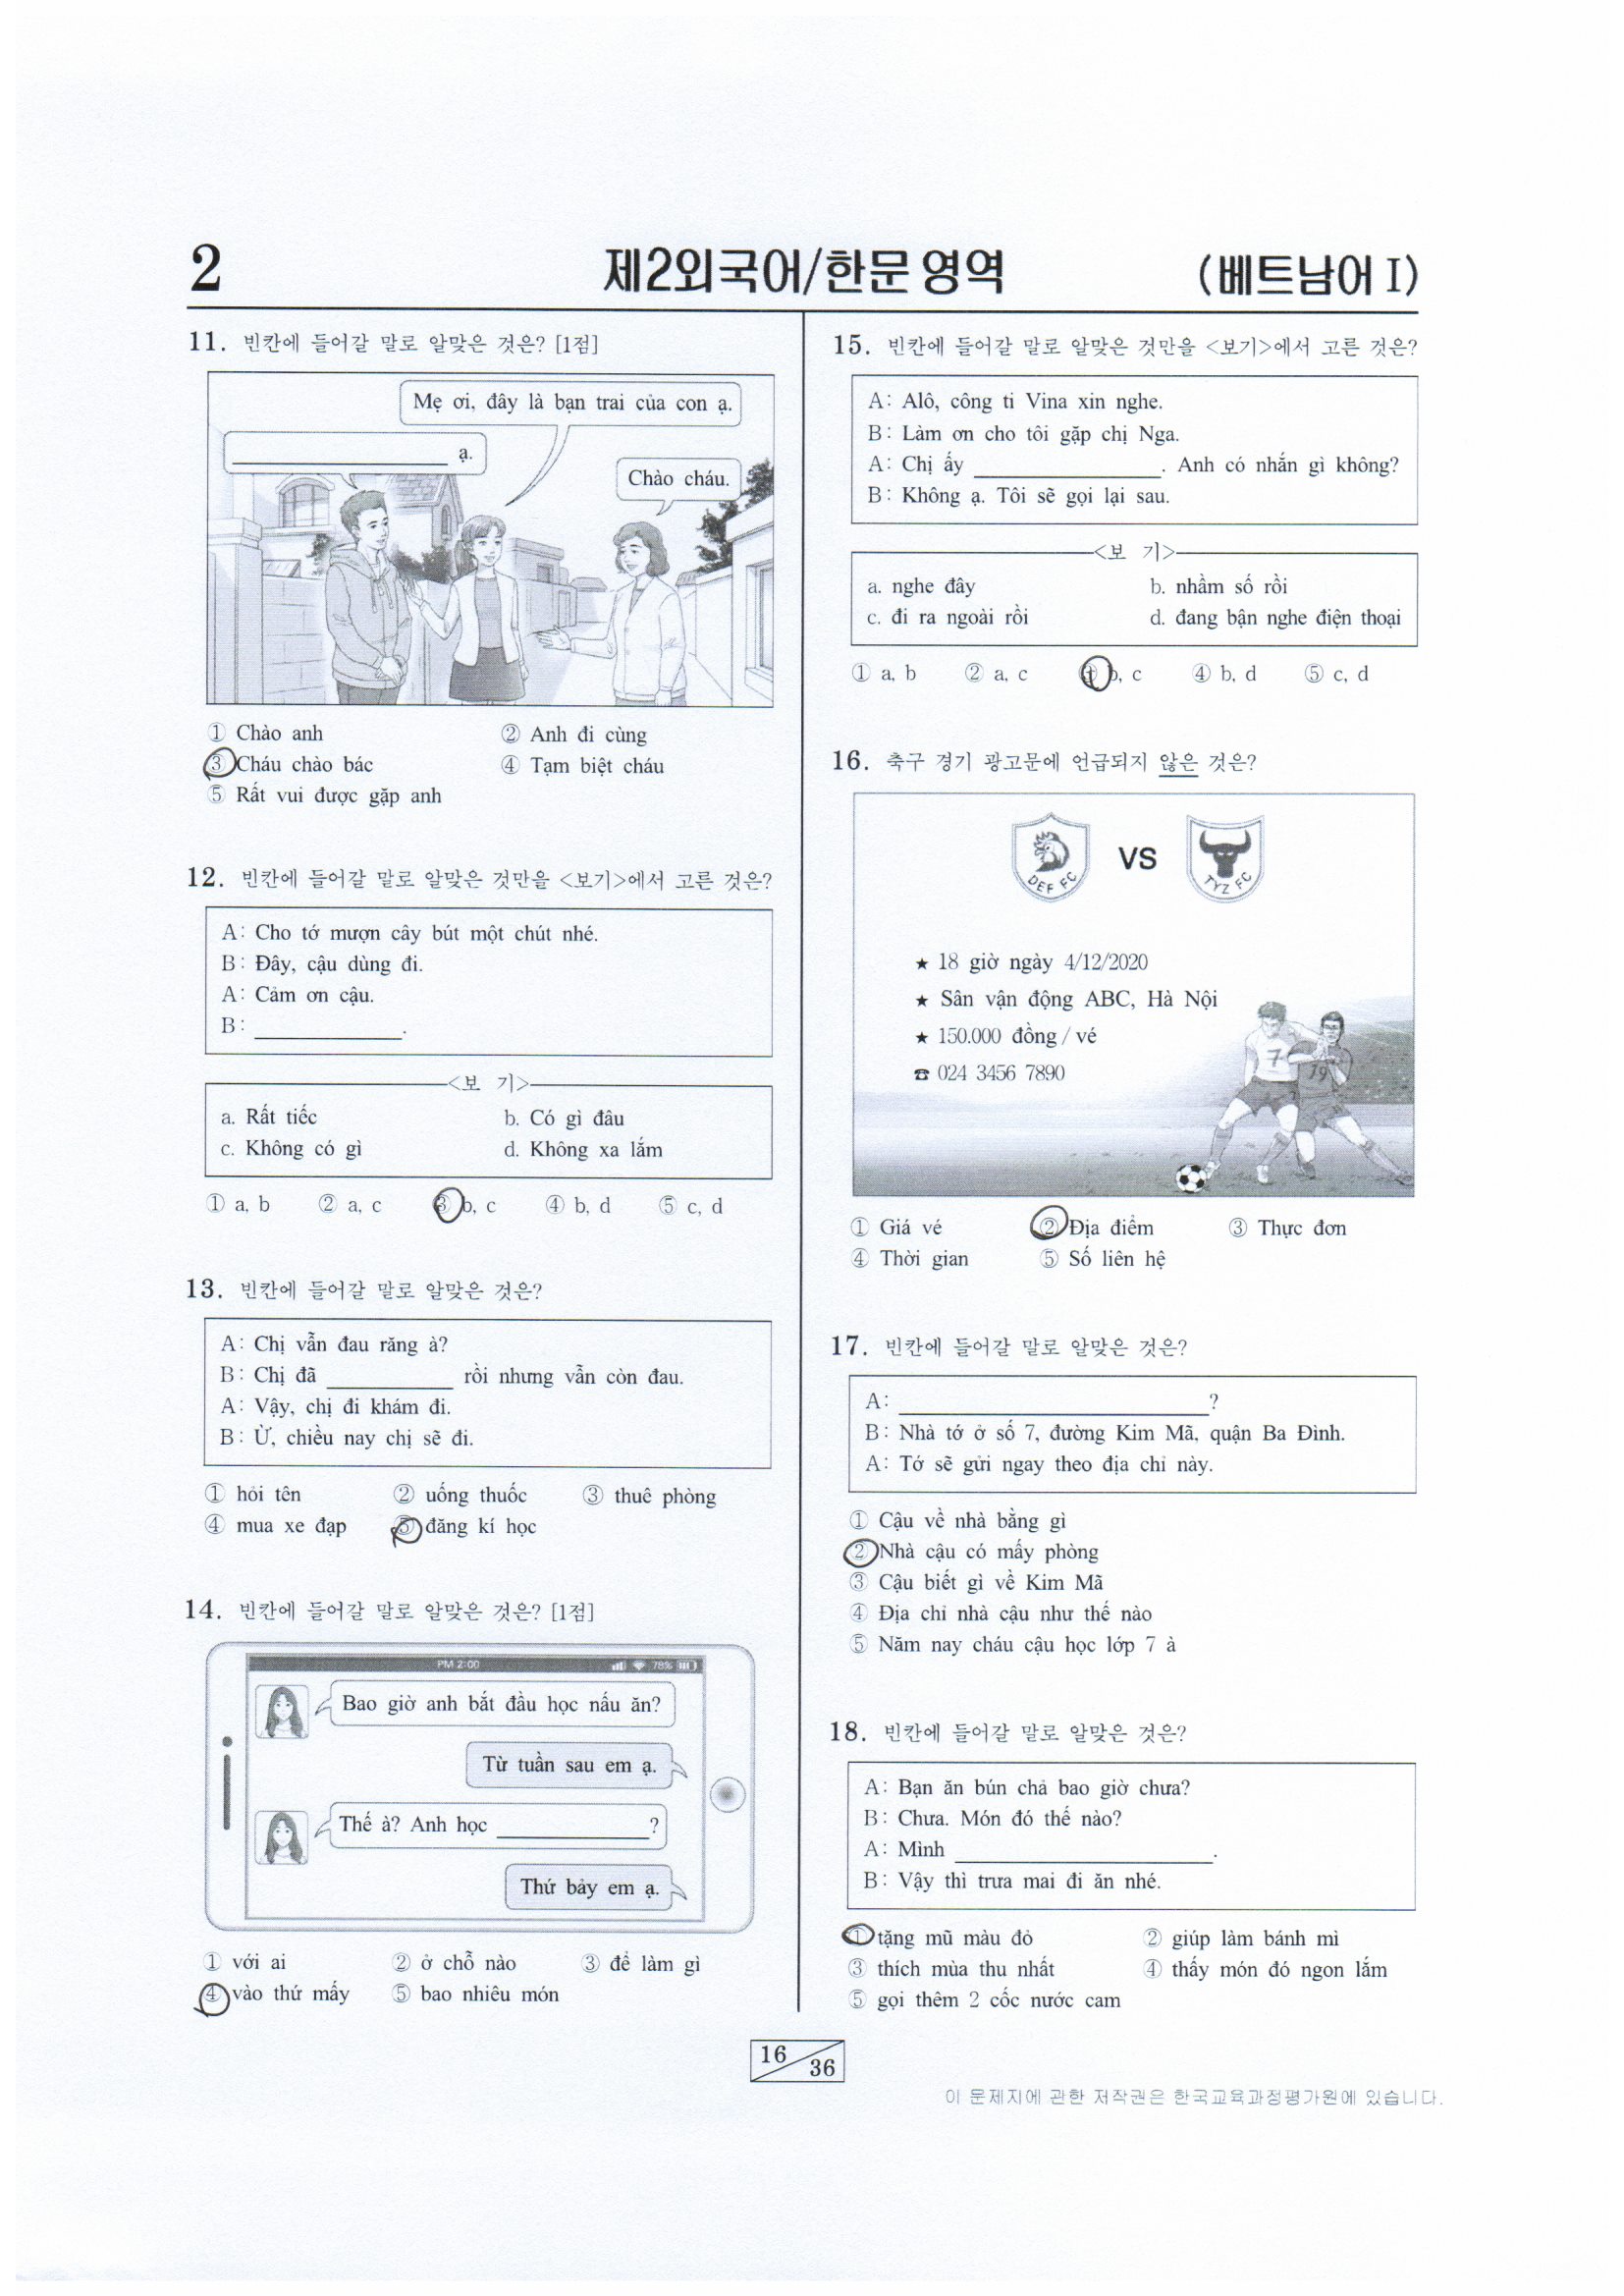 2
제2외국어/한문 영역
(베트남어 I)
11. 빈칸에 들어갈 말로 알맞은 것은? [1점]
Mẹ ơi, đây là bạn trai của con ạ.
____________ ạ.
Chào cháu.
① Chào anh ② Anh đi cùng
③ Cháu chào bác ④ Tạm biệt cháu
⑤ Rất vui được gặp anh
12. 빈칸에 들어갈 말로 알맞은 것만을 <보기>에서 고른 것은?
A: Cho tớ mượn cây bút một chút nhé.
B: Đây, cậu dùng đi.
A: Cảm ơn cậu.
B: ____________.
<보 기>
a. Rất tiếc b. Có gì đâu
c. Không có gì d. Không xa lắm
① a, b ② a, c ③ b, c ④ b, d ⑤ c, d
13. 빈칸에 들어갈 말로 알맞은 것은?
A: Chị vẫn đau răng à?
B: Chị đã ____________ rồi nhưng vẫn còn đau.
A: Vậy, chị đi khám đi.
B: Ừ, chiều nay chị sẽ đi.
① hỏi tên ② uống thuốc ③ thuê phòng
④ mua xe đạp ⑤ đăng kí học
14. 빈칸에 들어갈 말로 알맞은 것은? [1점]
PM 2:00 78%
Bao giờ anh bắt đầu học nấu ăn?
Từ tuần sau em ạ.
Thế à? Anh học ____________?
Thứ bảy em ạ.
① với ai ② ở chỗ nào ③ để làm gì
④ vào thứ mấy ⑤ bao nhiêu món
15. 빈칸에 들어갈 말로 알맞은 것만을 <보기>에서 고른 것은?
A: Alô, công ti Vina xin nghe.
B: Làm ơn cho tôi gặp chị Nga.
A: Chị ấy ____________. Anh có nhắn gì không?
B: Không ạ. Tôi sẽ gọi lại sau.
<보 기>
a. nghe đây b. nhầm số rồi
c. đi ra ngoài rồi d. đang bận nghe điện thoại
① a, b ② a, c ③ b, c ④ b, d ⑤ c, d
16. 축구 경기 광고문에 언급되지 않은 것은?
DEF FC VS TYZ FC
★ 18 giờ ngày 4/12/2020
★ Sân vận động ABC, Hà Nội
★ 150.000 đồng / vé
☎ 024 3456 7890
7
19
① Giá vé ② Địa điểm ③ Thực đơn
④ Thời gian ⑤ Số liên hệ
17. 빈칸에 들어갈 말로 알맞은 것은?
A: ____________?
B: Nhà tớ ở số 7, đường Kim Mã, quận Ba Đình.
A: Tớ sẽ gửi ngay theo địa chỉ này.
① Cậu về nhà bằng gì
② Nhà cậu có mấy phòng
③ Cậu biết gì về Kim Mã
④ Địa chỉ nhà cậu như thế nào
⑤ Năm nay cháu cậu học lớp 7 à
18. 빈칸에 들어갈 말로 알맞은 것은?
A: Bạn ăn bún chả bao giờ chưa?
B: Chưa. Món đó thế nào?
A: Mình ____________.
B: Vậy thì trưa mai đi ăn nhé.
① tặng mũ màu đỏ ② giúp làm bánh mì
③ thích mùa thu nhất ④ thấy món đó ngon lắm
⑤ gọi thêm 2 cốc nước cam
16 36
이 문제지에 관한 저작권은 한국교육과정평가원에 있습니다.